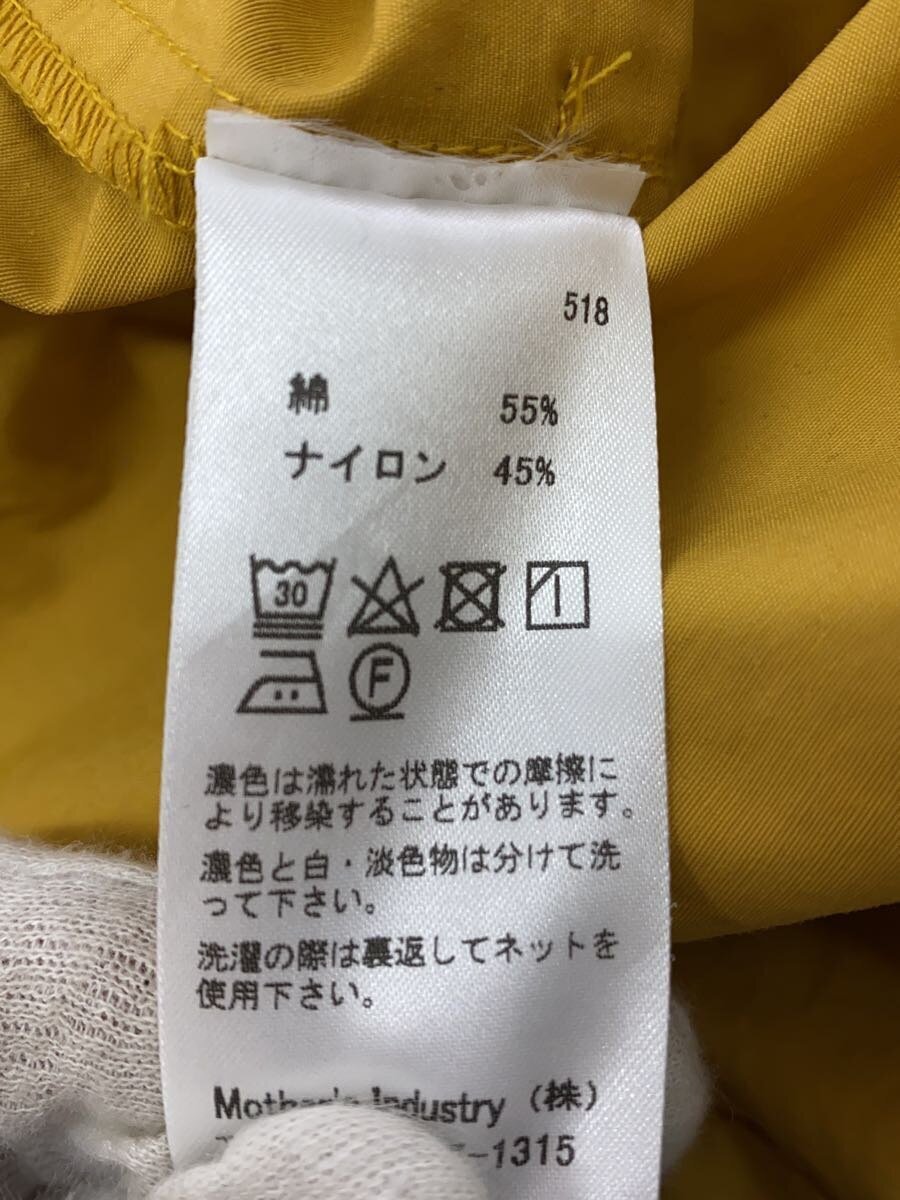 518
綿 55%
ナイロン 45%
30
F
濃色は濡れた状態での摩擦に
より移染することがあります。
濃色と白・淡色物は分けて洗
って下さい。
洗濯の際は裏返してネットを
使用下さい。
Mother's Industry (株)
-1315